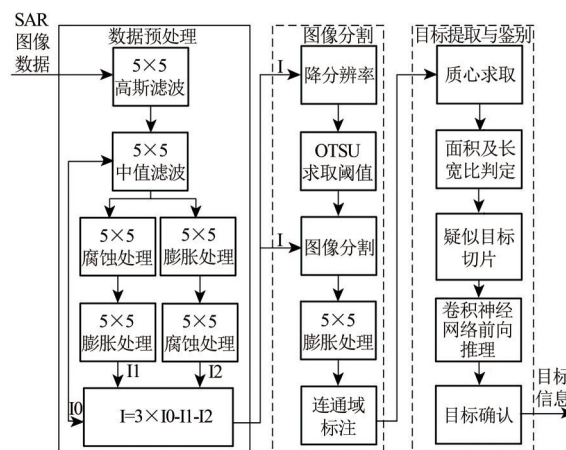 SAR
图像
数据
数据预处理
5×5
高斯滤波
5×5
中值滤波
5×5
腐蚀处理
5×5
膨胀处理
5×5
膨胀处理
5×5
腐蚀处理
I1
I2
I0
I=3×I0-I1-I2
图像分割
I
降分辨率
OTSU
求取阈值
I
图像分割
5×5
膨胀处理
连通域
标注
目标提取与鉴别
质心求取
面积及长
宽比判定
疑似目标
切片
卷积神经
网络前向
推理
目标确认
目标
信息